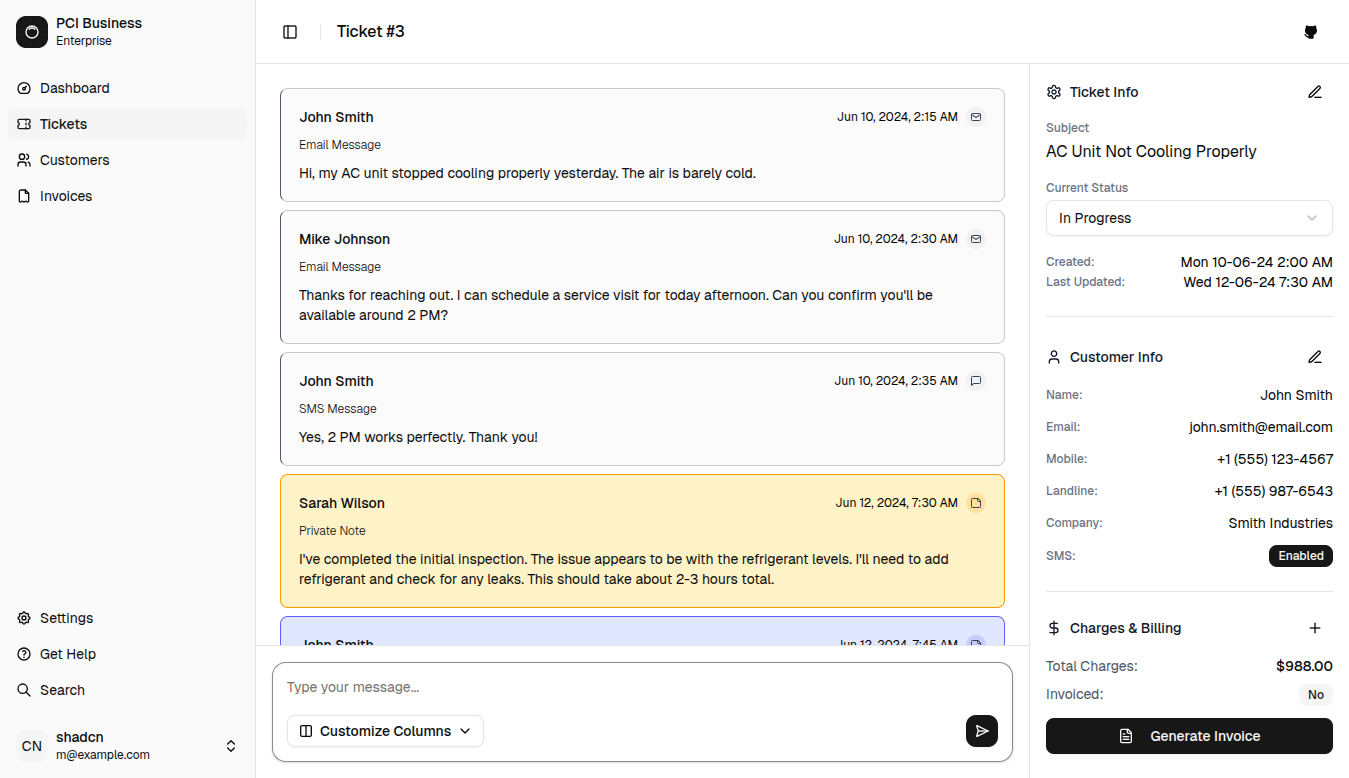 PCI Business
Enterprise
Dashboard
Tickets
Customers
Invoices
Settings
Get Help
Search
CN
shadcn
m@example.com
Ticket #3
John Smith
Jun 10, 2024, 2:15 AM
Email Message
Hi, my AC unit stopped cooling properly yesterday. The air is barely cold.
Mike Johnson
Jun 10, 2024, 2:30 AM
Email Message
Thanks for reaching out. I can schedule a service visit for today afternoon. Can you confirm you'll be
available around 2 PM?
John Smith
Jun 10, 2024, 2:35 AM
SMS Message
Yes, 2 PM works perfectly. Thank you!
Sarah Wilson
Jun 12, 2024, 7:30 AM
Private Note
I've completed the initial inspection. The issue appears to be with the refrigerant levels. I'll need to add
refrigerant and check for any leaks. This should take about 2-3 hours total.
John Smith
Jun 12, 2024, 7:45 AM
Type your message...
Customize Columns
Ticket Info
Subject
AC Unit Not Cooling Properly
Current Status
In Progress
Created:
Mon 10-06-24 2:00 AM
Last Updated:
Wed 12-06-24 7:30 AM
Customer Info
Name:
John Smith
Email:
john.smith@email.com
Mobile:
+1 (555) 123-4567
Landline:
+1 (555) 987-6543
Company:
Smith Industries
SMS:
Enabled
Charges & Billing
Total Charges:
$988.00
Invoiced:
No
Generate Invoice